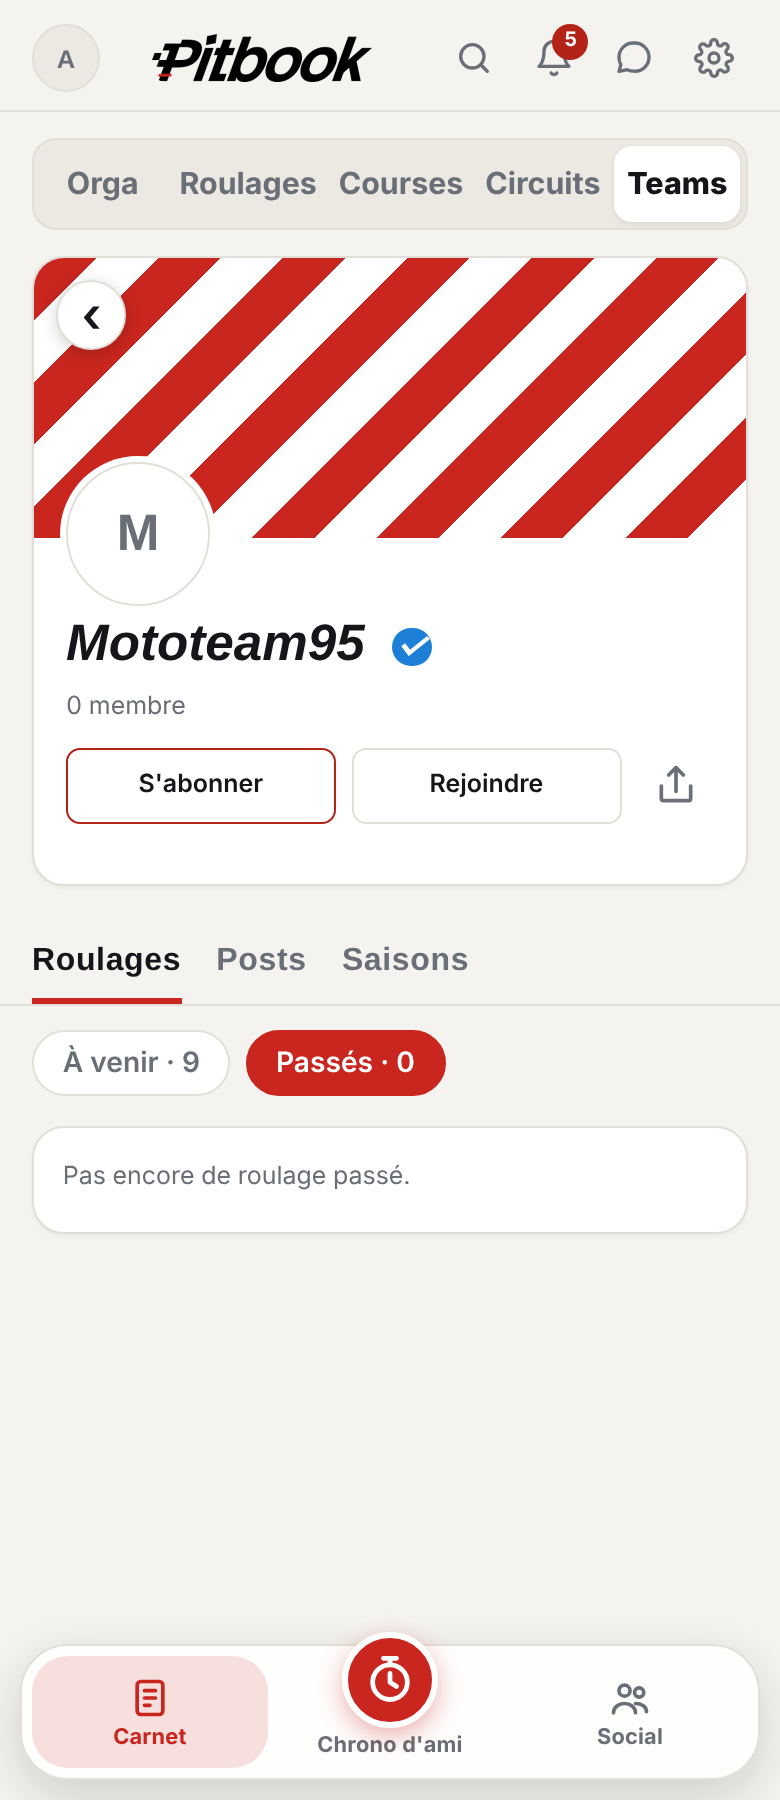 A
Pitbook
5
Orga Roulages Courses Circuits Teams
M
Mototeam95
0 membre
S'abonner Rejoindre
Roulages Posts Saisons
À venir · 9 Passés · 0
Pas encore de roulage passé.
Carnet Chrono d'ami Social